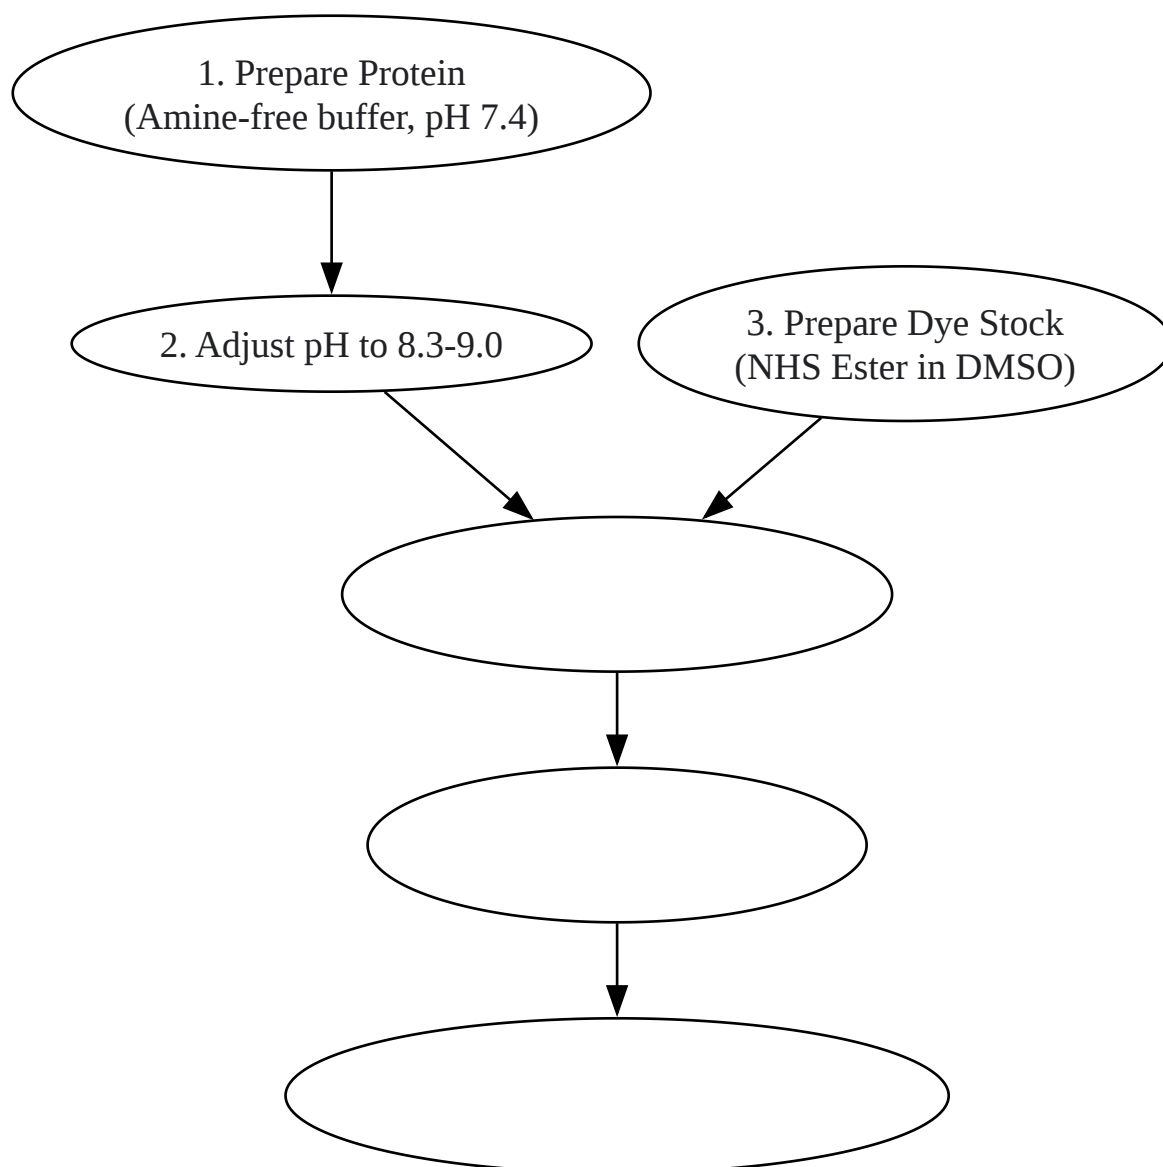 1. Prepare Protein
(Amine-free buffer, pH 7.4)
2. Adjust pH to 8.3-9.0
3. Prepare Dye Stock
(NHS Ester in DMSO)